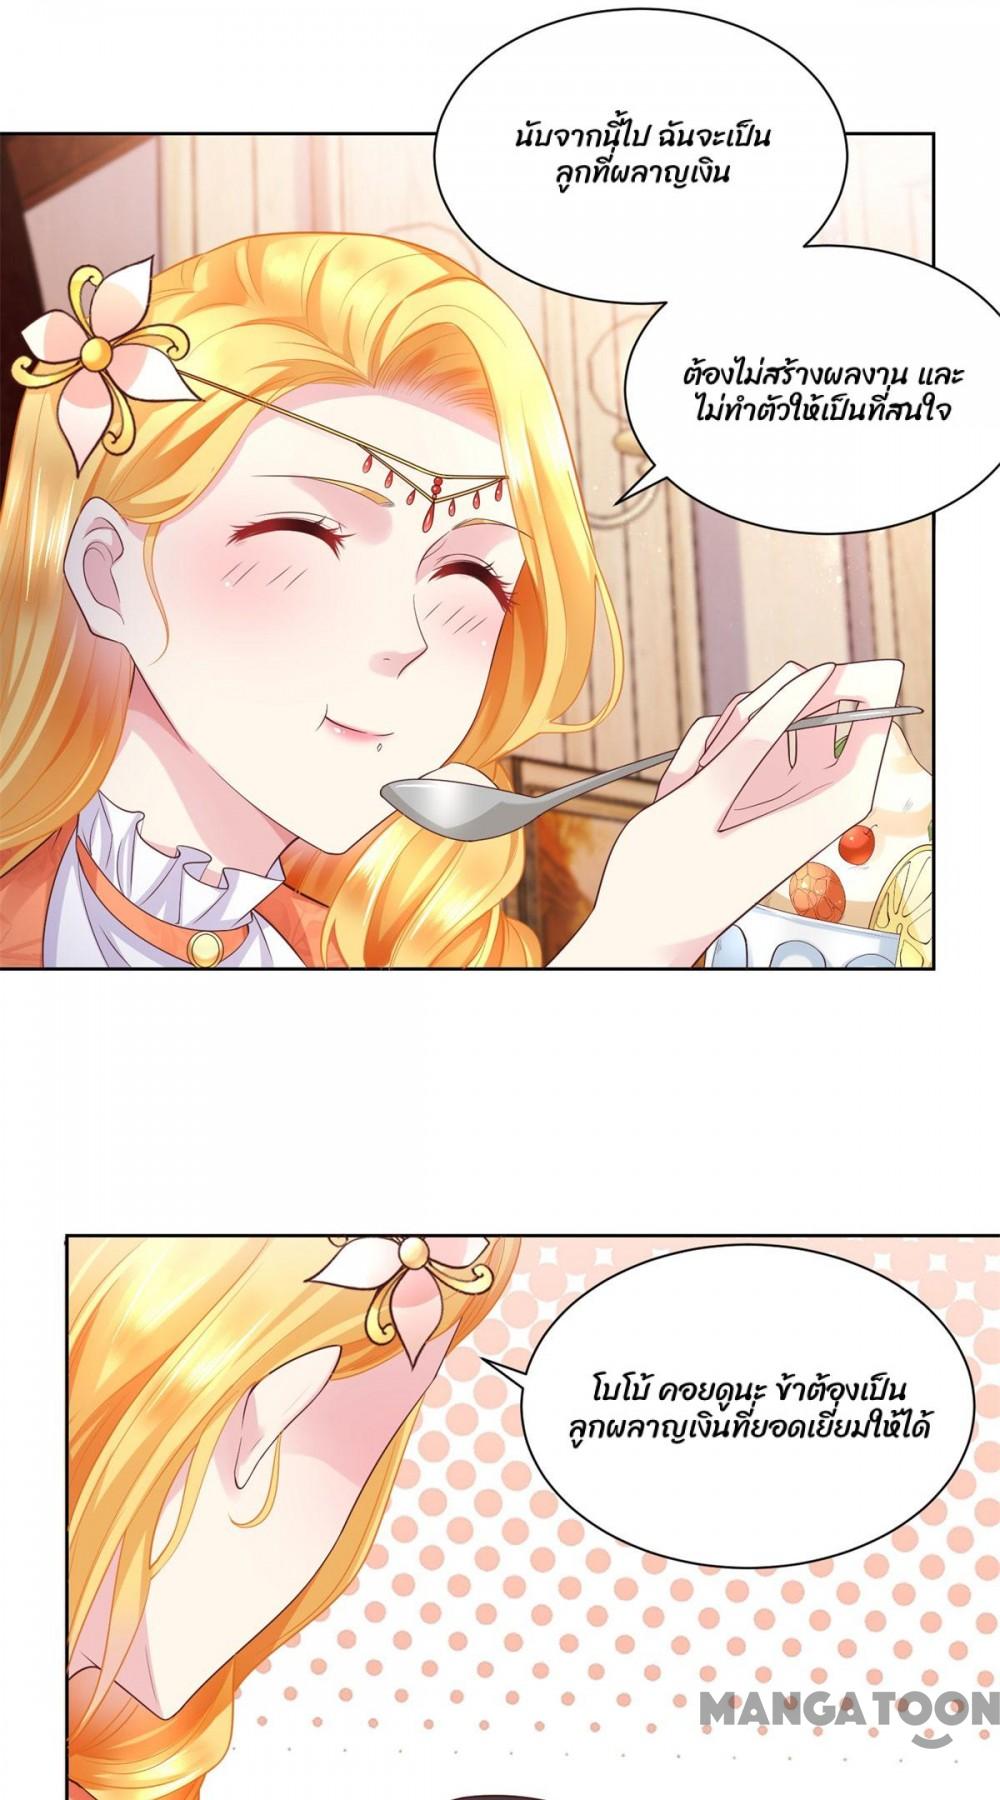 นับจากนี้ไป ฉันจะเป็น
ลูกที่ผลาญเงิน
ต้องไม่สร้างผลงาน และ
ไม่ทำตัวให้เป็นที่สนใจ
โบโบ้ คอยดูนะ ข้าต้องเป็น
ลูกผลาญเงินที่ยอดเยี่ยมให้ได้
MANGATOON